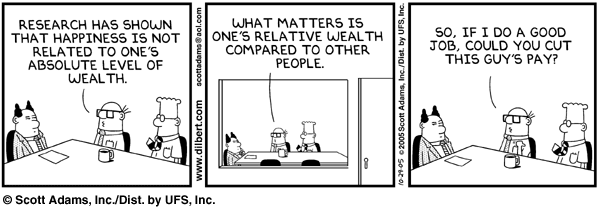 RESEARCH HAS SHOWN
THAT HAPPINESS IS NOT
RELATED TO ONE'S
ABSOLUTE LEVEL OF
WEALTH.
www.dilbert.com
scottadams@aol.com
WHAT MATTERS IS
ONE'S RELATIVE WEALTH
COMPARED TO OTHER
PEOPLE.
10-29-05 ©2005 Scott Adams, Inc./Dist. by UFS, Inc.
SO, IF I DO A GOOD
JOB, COULD YOU CUT
THIS GUY'S PAY?
© Scott Adams, Inc./Dist. by UFS, Inc.